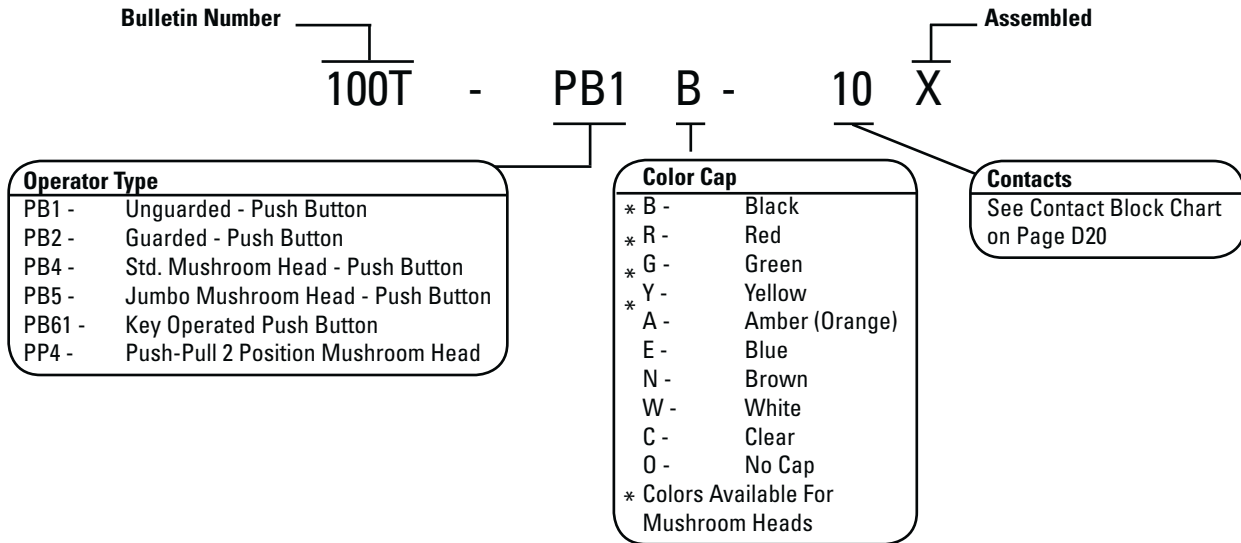 Bulletin Number
Assembled
100T - PB1 B - 10 X
Operator Type
PB1 - Unguarded - Push Button
PB2 - Guarded - Push Button
PB4 - Std. Mushroom Head - Push Button
PB5 - Jumbo Mushroom Head - Push Button
PB61 - Key Operated Push Button
PP4 - Push-Pull 2 Position Mushroom Head
Color Cap
* B - Black
* R - Red
* G - Green
* Y - Yellow
A - Amber (Orange)
E - Blue
N - Brown
W - White
C - Clear
O - No Cap
* Colors Available For
Mushroom Heads
Contacts
See Contact Block Chart
on Page D20